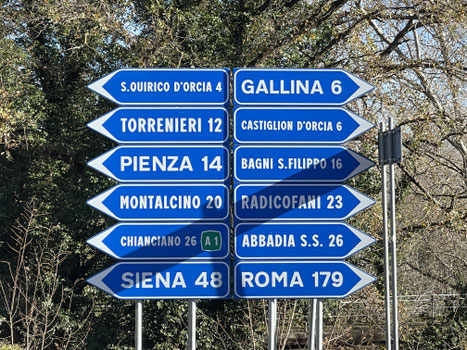 S.QUIRICO D'ORCIA 4
TORRENIERI 12
PIENZA 14
MONTALCINO 20
CHIANCIANO 26 A 1
SIENA 48
GALLINA 6
CASTIGLION D'ORCIA 6
BAGNI S.FILIPPO 16
RADICOFANI 23
ABBADIA S.S. 26
ROMA 179